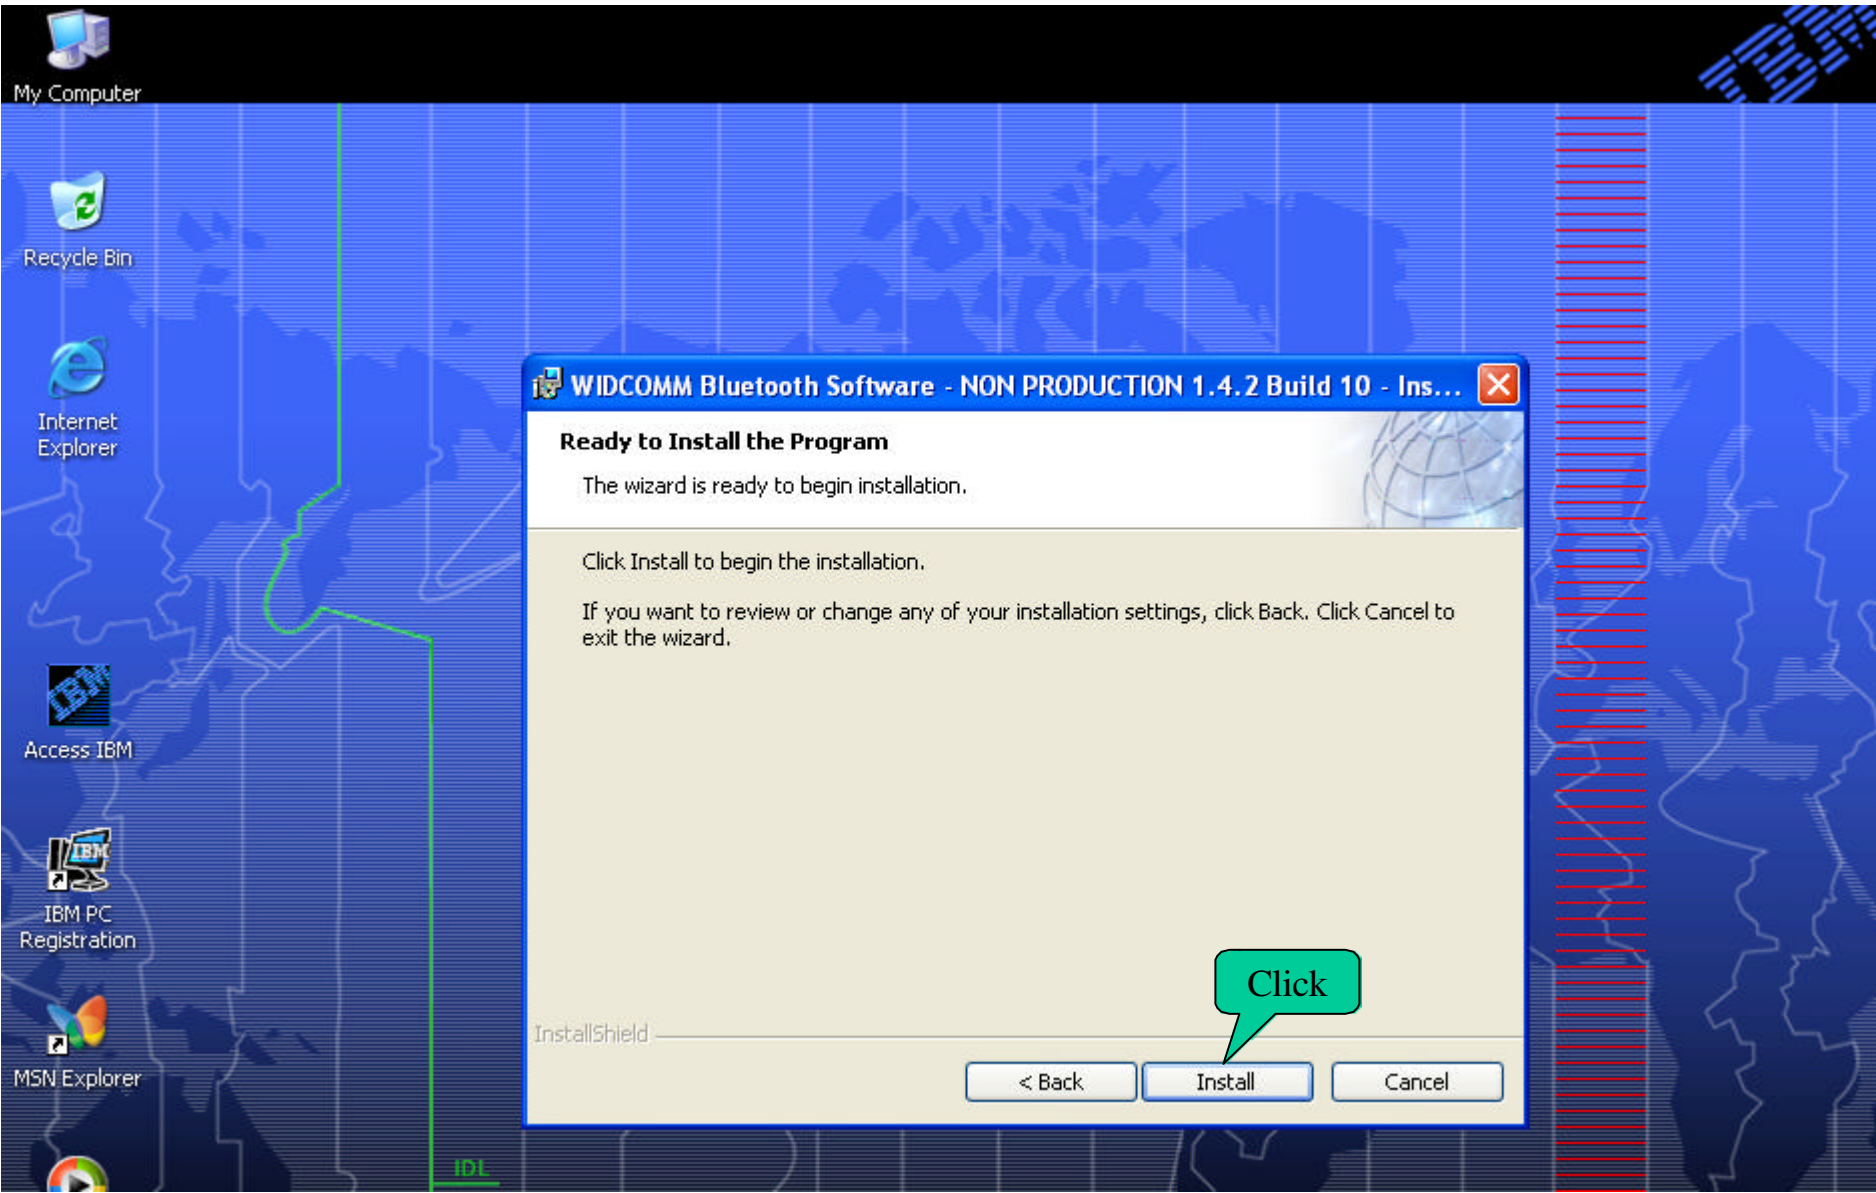 My Computer
IBM
Recycle Bin
Internet
Explorer
WIDCOMM Bluetooth Software - NON PRODUCTION 1.4.2 Build 10 - Ins...
Ready to Install the Program
The wizard is ready to begin installation.
Click Install to begin the installation.
If you want to review or change any of your installation settings, click Back. Click Cancel to
exit the wizard.
IBM
Access IBM
IBM
IBM PC
Registration
Click
InstallShield
< Back
Install
Cancel
MSN Explorer
IDL